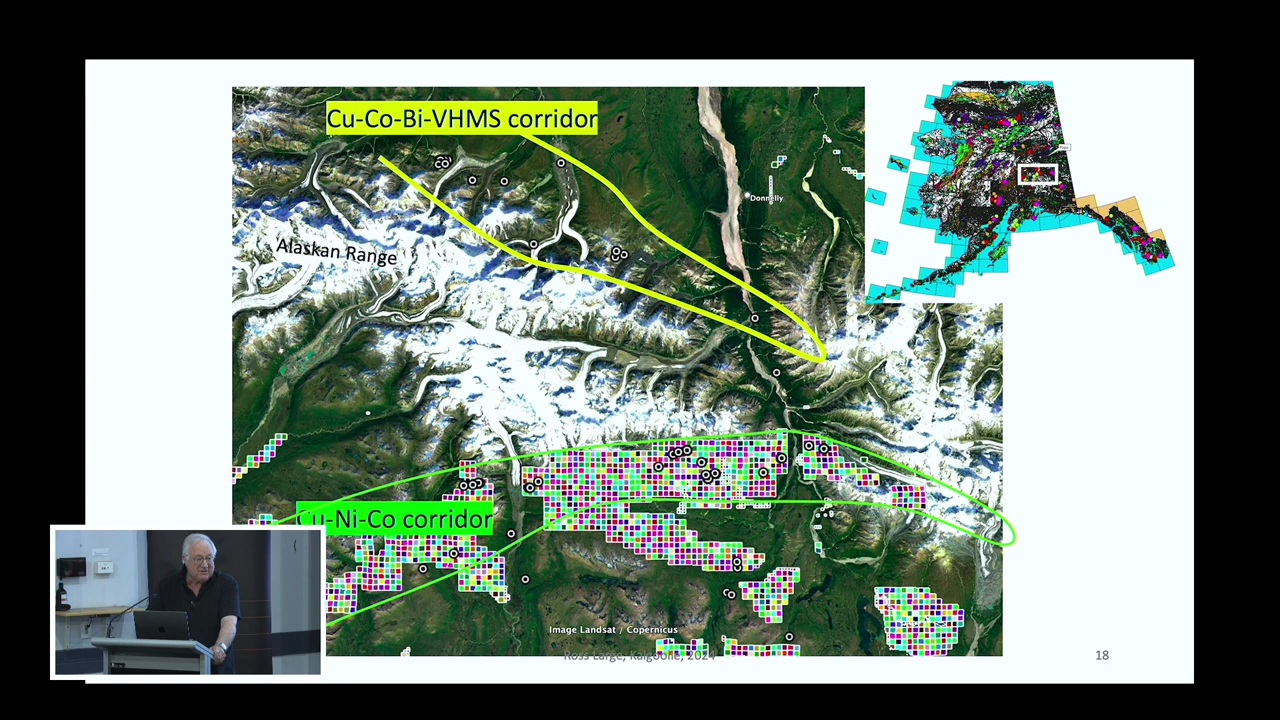 Cu-Co-Bi-VHMS corridor
Donnelly
Alaskan Range
Cu-Ni-Co corridor
Image Landsat / Copernicus
Ross Large, Kalgoorlie, 2024
18